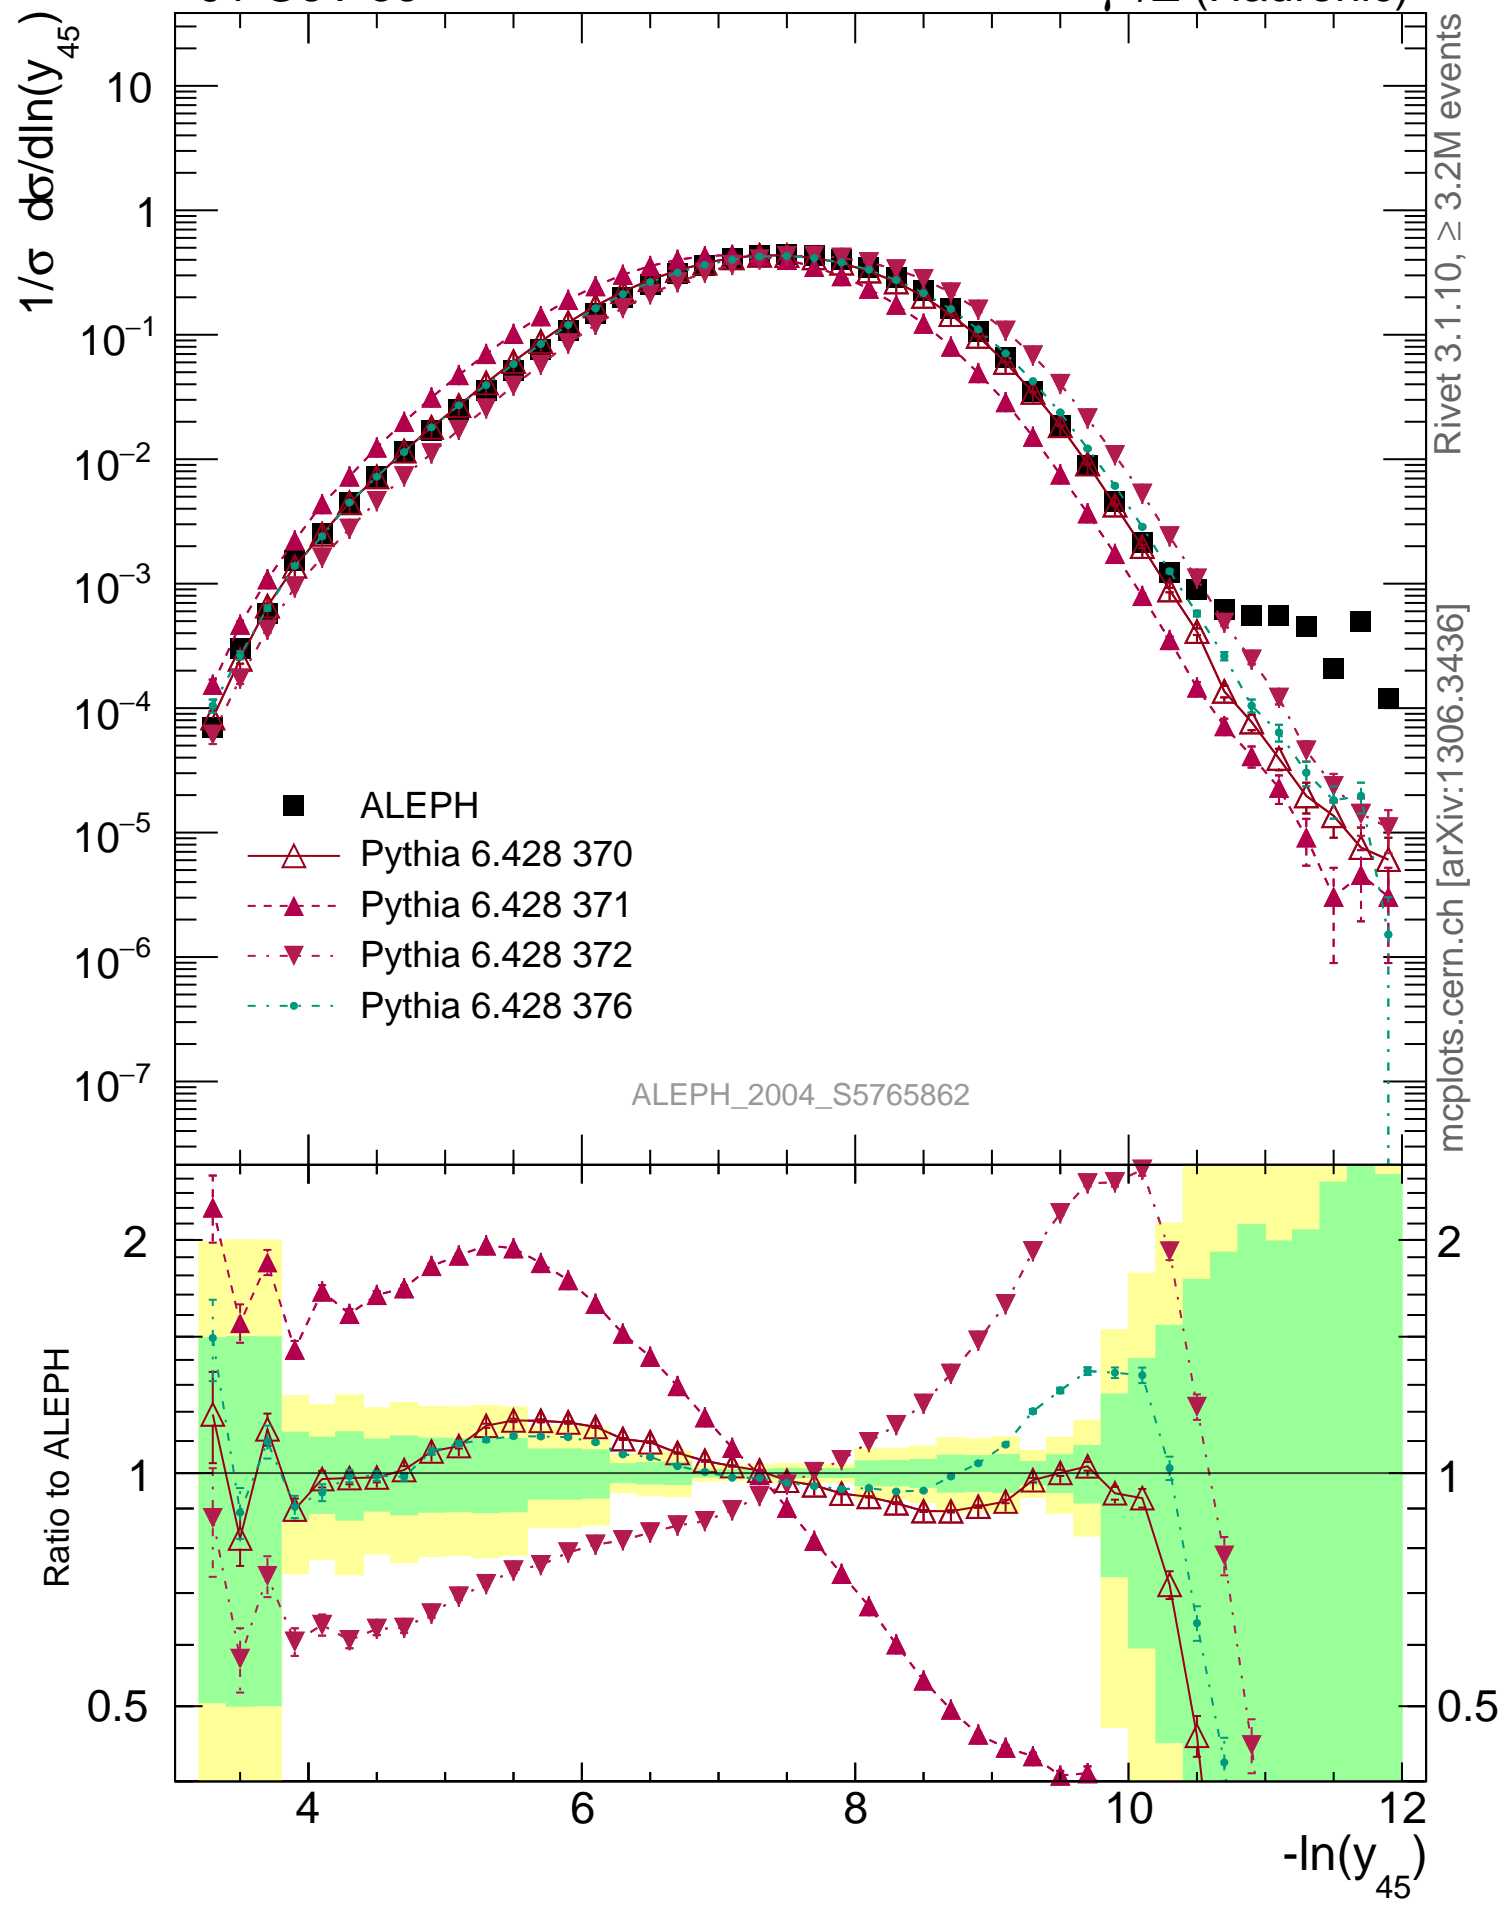 1/σ dσ/dln(y45)
10
1
10−1
10−2
10−3
10−4
10−5
10−6
10−7
ALEPH
Pythia 6.428 370
Pythia 6.428 371
Pythia 6.428 372
Pythia 6.428 376
ALEPH_2004_S5765862
Rivet 3.1.10, ≥ 3.2M events
mcplots.cern.ch [arXiv:1306.3436]
Ratio to ALEPH
2
1
0.5
2
1
0.5
4 6 8 10 12
-ln(y45)